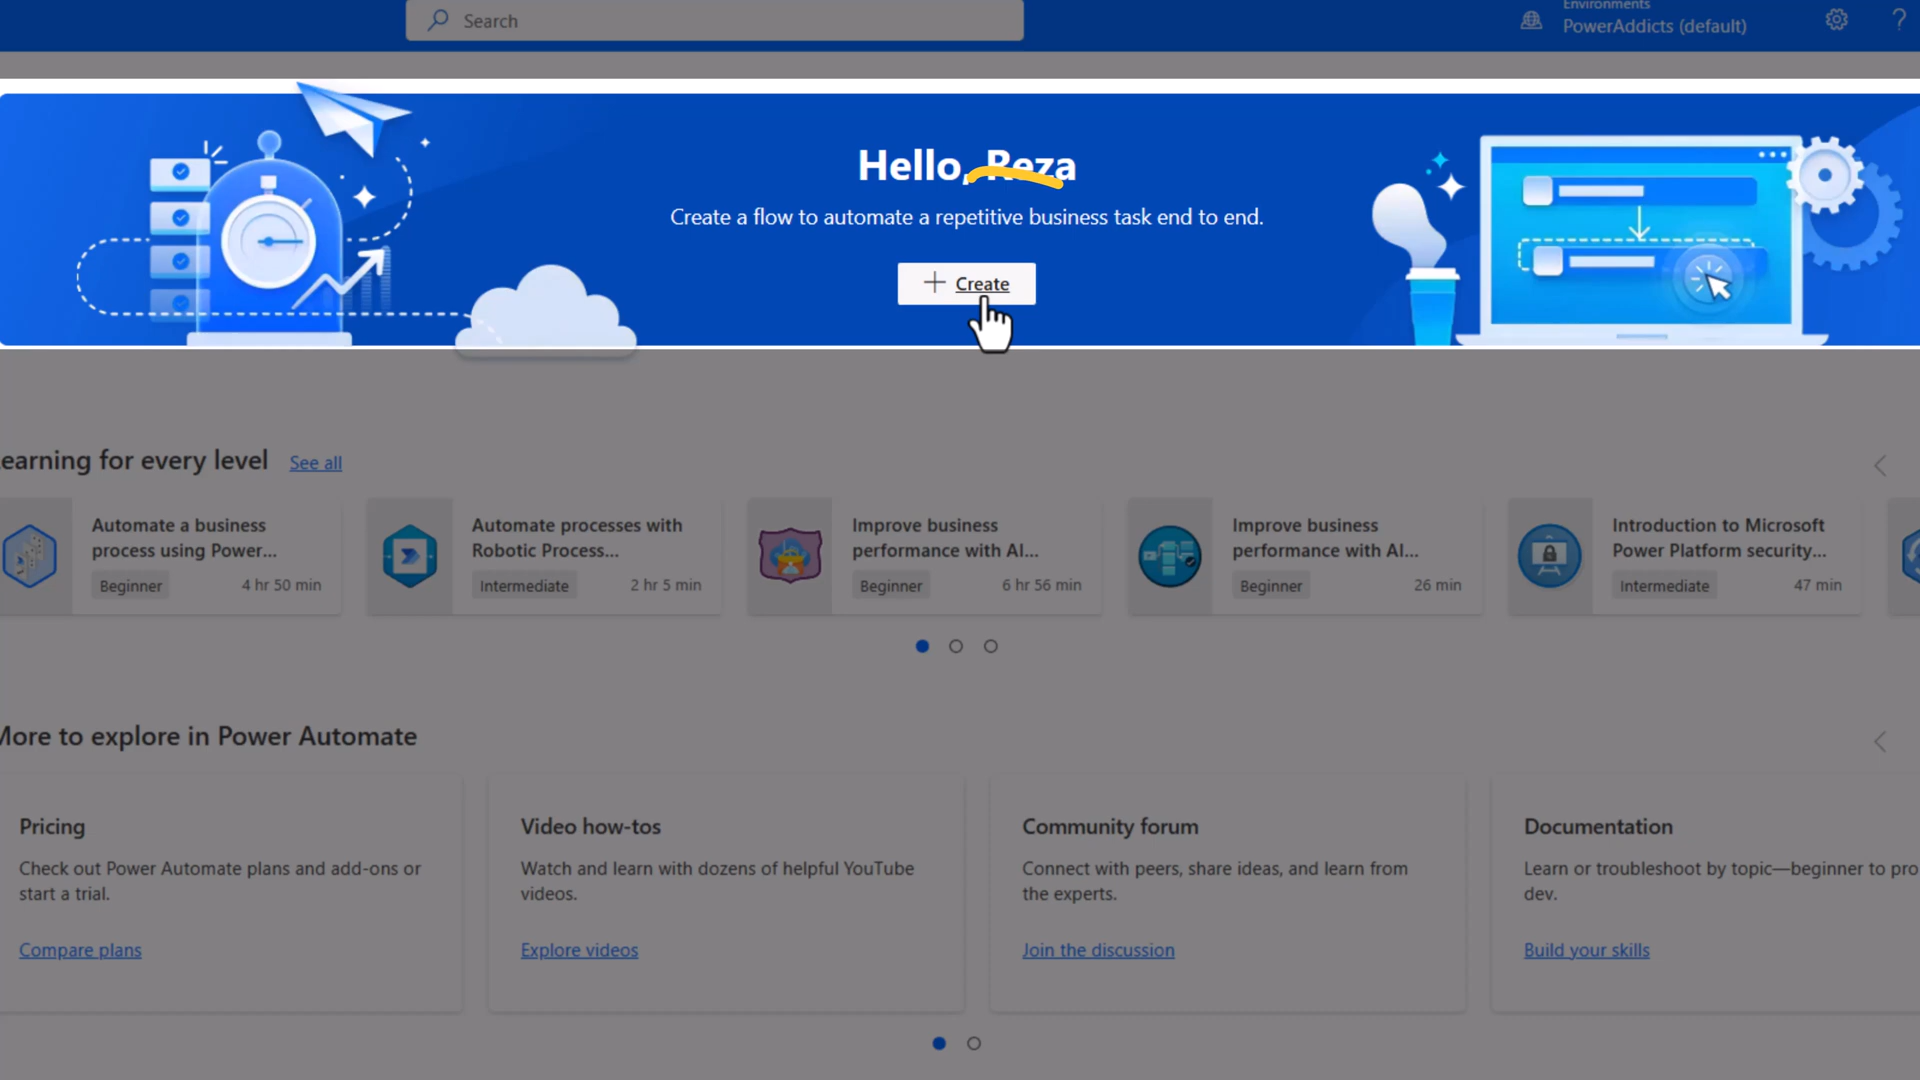 Search
Environments
PowerAddicts (default)
?
Hello, Reza
Create a flow to automate a repetitive business task end to end.
+ Create
earning for every level
See all
Automate a business
process using Power...
Beginner
4 hr 50 min
Automate processes with
Robotic Process...
Intermediate
2 hr 5 min
Improve business
performance with AI...
Beginner
6 hr 56 min
Improve business
performance with AI...
Beginner
26 min
Introduction to Microsoft
Power Platform security...
Intermediate
47 min
More to explore in Power Automate
Pricing
Check out Power Automate plans and add-ons or
start a trial.
Compare plans
Video how-tos
Watch and learn with dozens of helpful YouTube
videos.
Explore videos
Community forum
Connect with peers, share ideas, and learn from
the experts.
Join the discussion
Documentation
Learn or troubleshoot by topic—beginner to pro
dev.
Build your skills